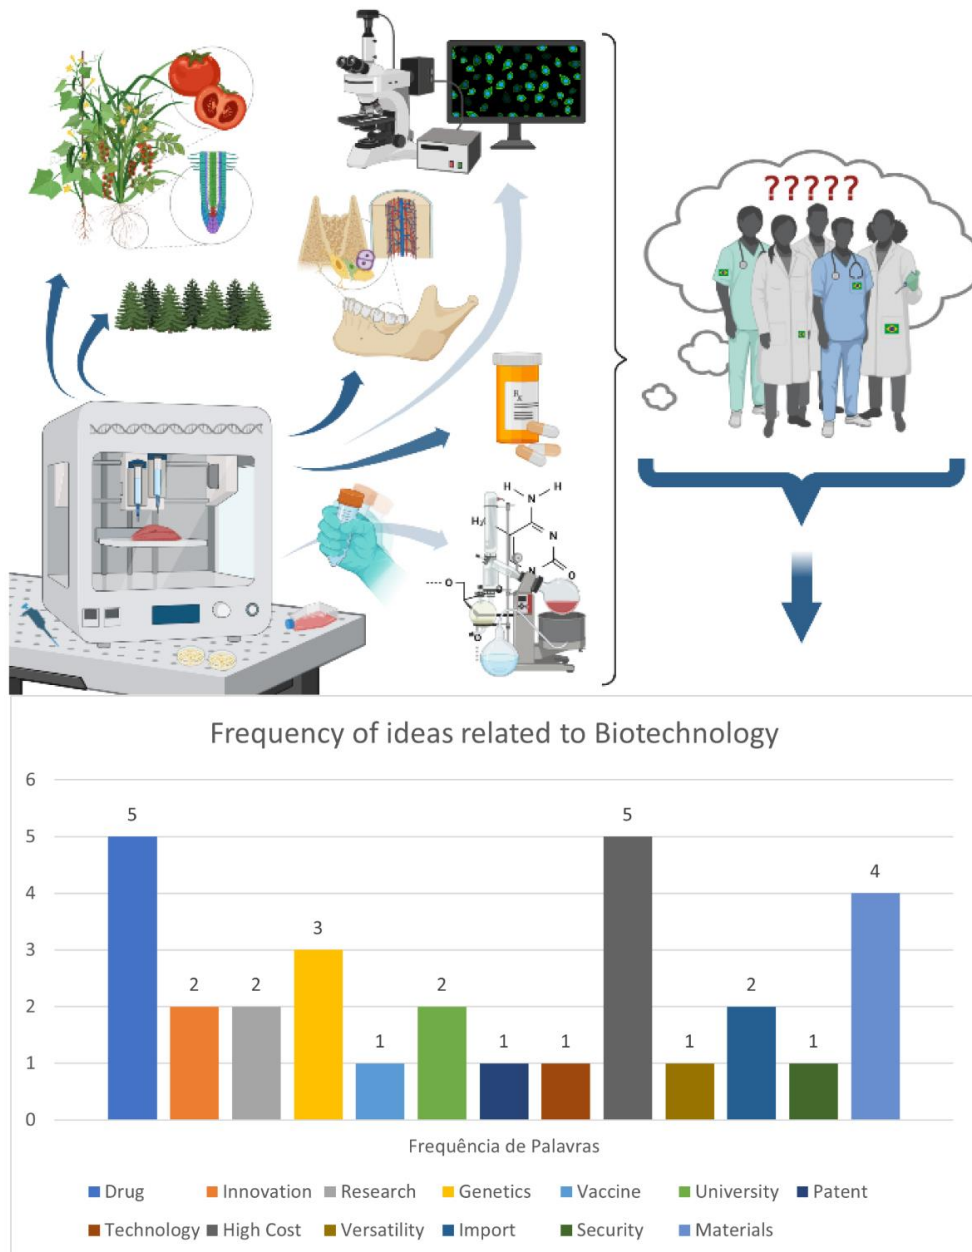 ?????
Rx
H H
N
H₂
N
N O
O
O
Frequency of ideas related to Biotechnology
6
5
4
3
2
1
0
5
2
2
3
1
2
1
1
5
1
2
1
4
Frequência de Palavras
Drug Innovation Research Genetics Vaccine University Patent
Technology High Cost Versatility Import Security Materials